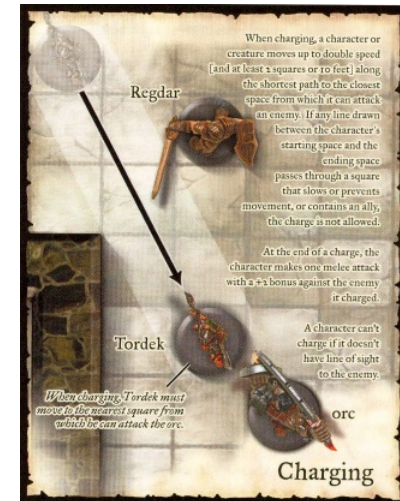 When charging, a character or
creature moves up to double speed
[and at least 2 squares or 10 feet] along
the shortest path to the closest
space from which it can attack
an enemy. If any line drawn
between the character's
starting space and the
ending space
passes through a square
that slows or prevents
movement, or contains an ally,
the charge is not allowed.
Regdar
At the end of a charge, the
character makes one melee attack
with a +2 bonus against the enemy
it charged.
A character can't
charge if it doesn't
have line of sight
to the enemy.
Tordek
When charging, Tordek must
move to the nearest square from
which he can attack the orc.
orc
Charging